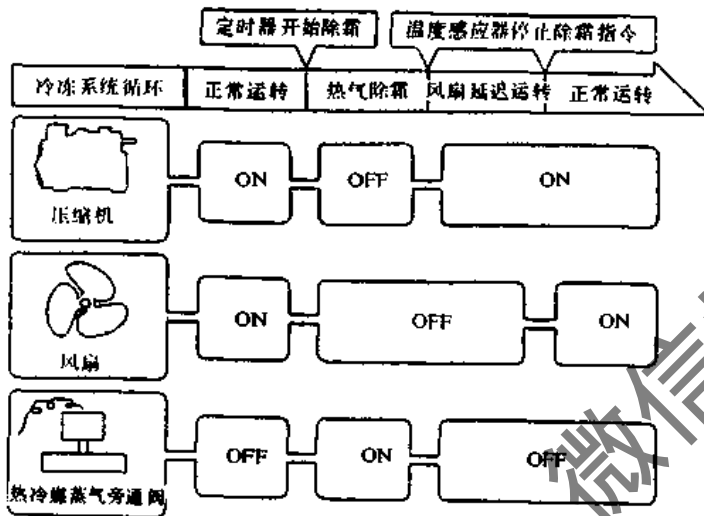 定时器开始除霜
温度感应器停止除霜指令
冷冻系统循环
正常运转
热气除霜
风扇延迟运转
正常运转
压缩机
ON
OFF
ON
风扇
ON
OFF
ON
热冷媒蒸气旁通阀
OFF
ON
OFF
微信